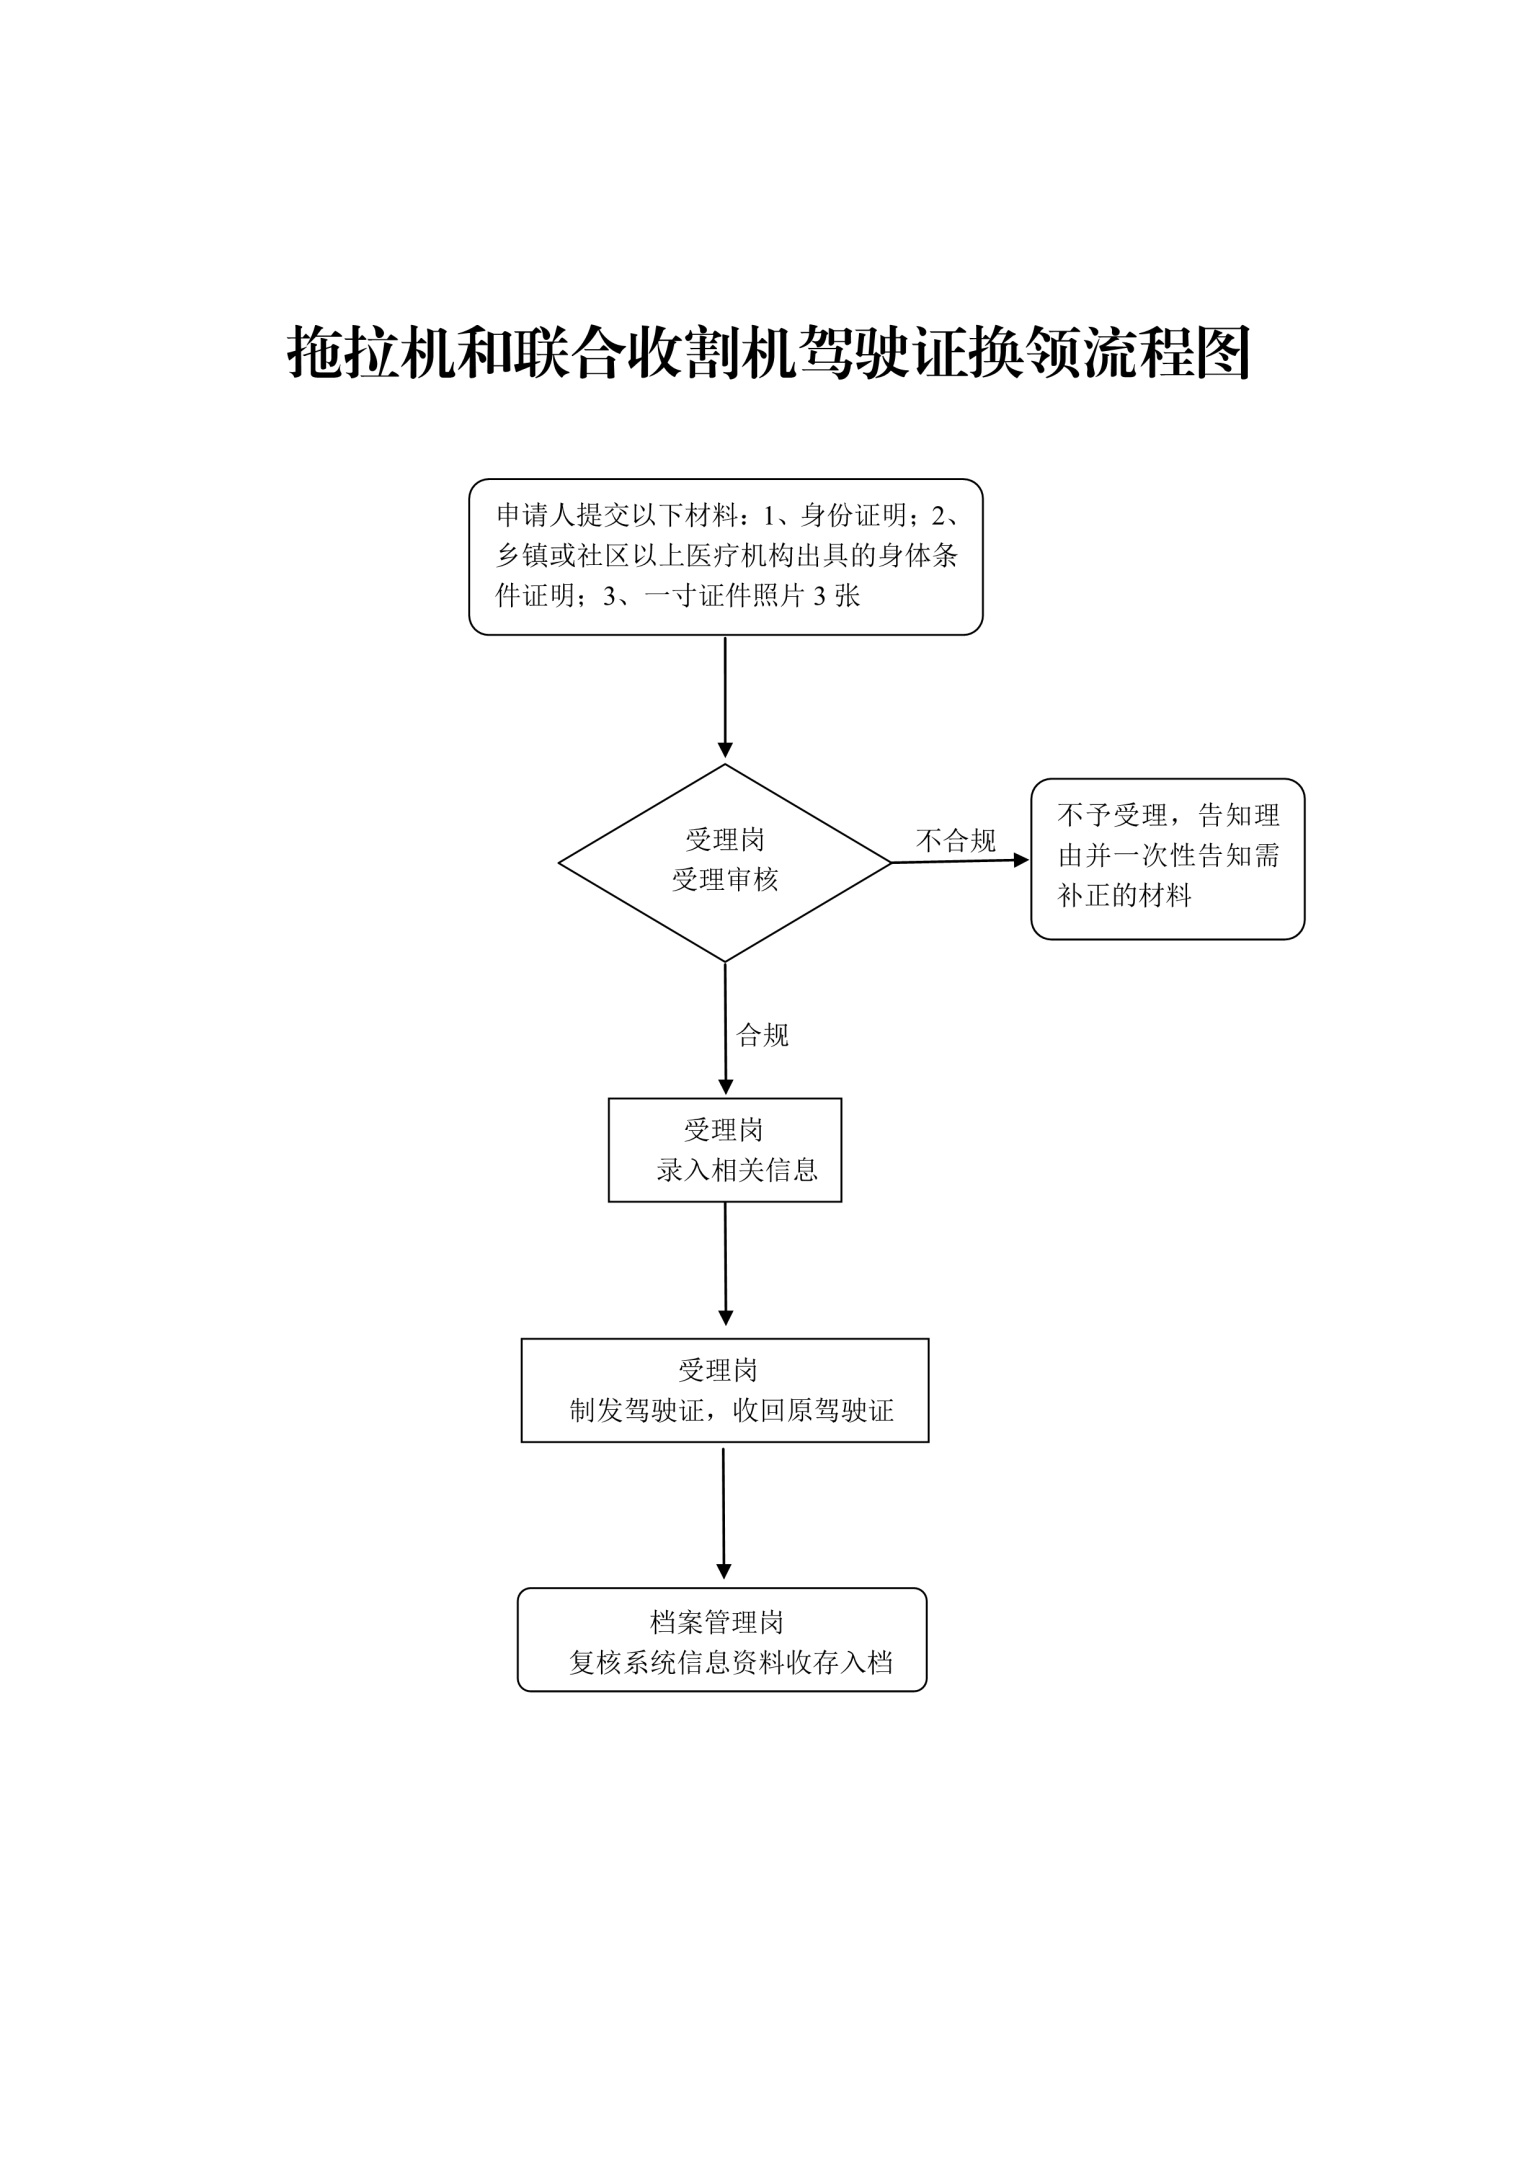 拖拉机和联合收割机驾驶证换领流程图
申请人提交以下材料：1、身份证明；2、
乡镇或社区以上医疗机构出具的身体条
件证明；3、一寸证件照片 3 张
受理岗
受理审核
不合规
不予受理，告知理
由并一次性告知需
补正的材料
合规
受理岗
录入相关信息
受理岗
制发驾驶证，收回原驾驶证
档案管理岗
复核系统信息资料收存入档